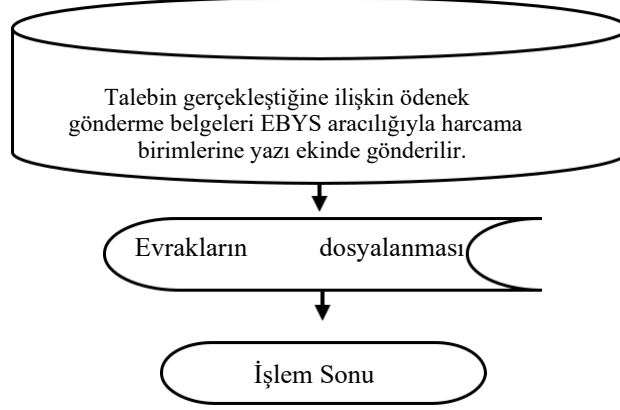 Talebin gerçekleştiğine ilişkin ödenek
gönderme belgeleri EBYS aracılığıyla harcama
birimlerine yazı ekinde gönderilir.
Evrakların dosyalanması
İşlem Sonu